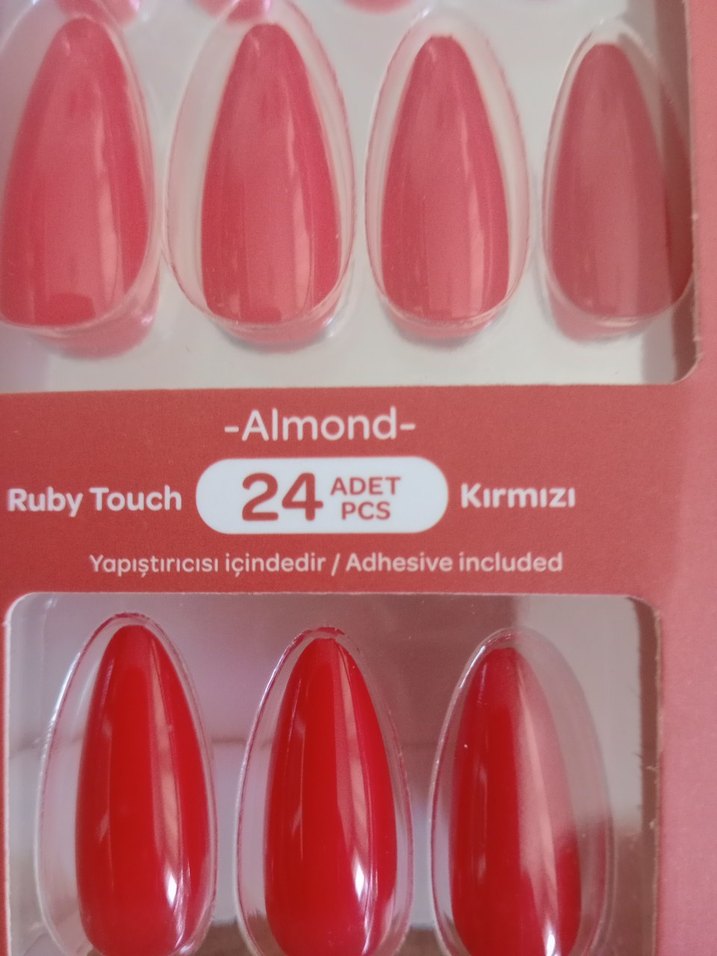 -Almond-
Ruby Touch 24 ADET PCS Kırmızı
Yapıştırıcısı içindedir / Adhesive included